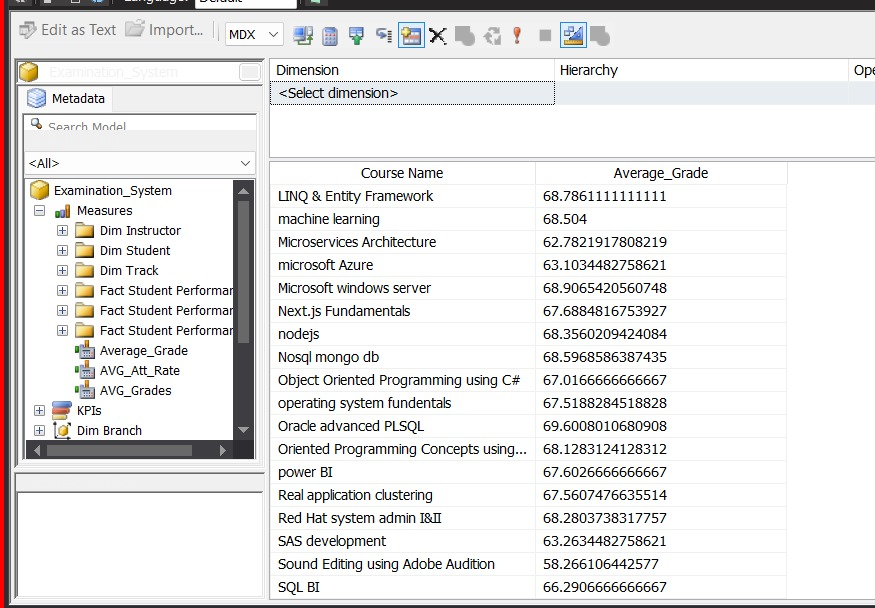 Language: Default
Edit as Text Import... MDX
Examination_System
Metadata
Search Model
<All>
Examination_System
Measures
Dim Instructor
Dim Student
Dim Track
Fact Student Performan
Fact Student Performan
Fact Student Performan
Average_Grade
AVG_Att_Rate
AVG_Grades
KPIs
Dim Branch
Dimension Hierarchy Ope
<Select dimension>
Course Name Average_Grade
LINQ & Entity Framework 68.7861111111111
machine learning 68.504
Microservices Architecture 62.7821917808219
microsoft Azure 63.1034482758621
Microsoft windows server 68.9065420560748
Next.js Fundamentals 67.6884816753927
nodejs 68.3560209424084
Nosql mongo db 68.5968586387435
Object Oriented Programming using C# 67.0166666666667
operating system fundentals 67.5188284518828
Oracle advanced PLSQL 69.6008010680908
Oriented Programming Concepts using... 68.1283124128312
power BI 67.6026666666667
Real application clustering 67.5607476635514
Red Hat system admin I&II 68.2803738317757
SAS development 63.2634482758621
Sound Editing using Adobe Audition 58.266106442577
SQL BI 66.2906666666667